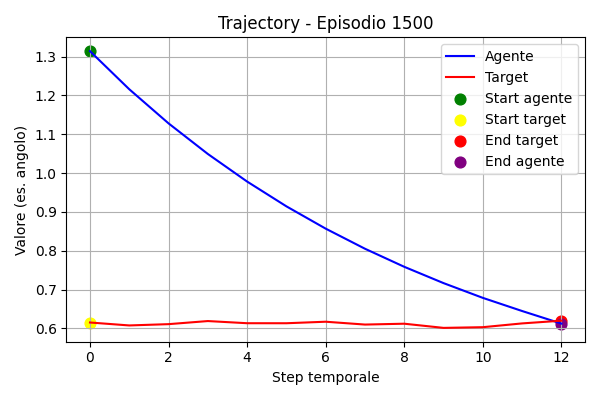 Trajectory - Episodio 1500
Valore (es. angolo)
1.3
1.2
1.1
1.0
0.9
0.8
0.7
0.6
Agente
Target
Start agente
Start target
End target
End agente
0 2 4 6 8 10 12
Step temporale